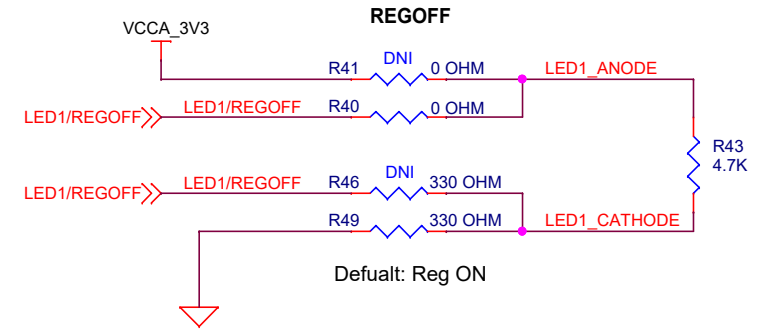 REGOFF
VCCA_3V3
DNI
R41 0 OHM LED1_ANODE
LED1/REGOFF LED1/REGOFF R40 0 OHM
R43
4.7K
DNI
LED1/REGOFF LED1/REGOFF R46 330 OHM
R49 330 OHM LED1_CATHODE
Defualt: Reg ON